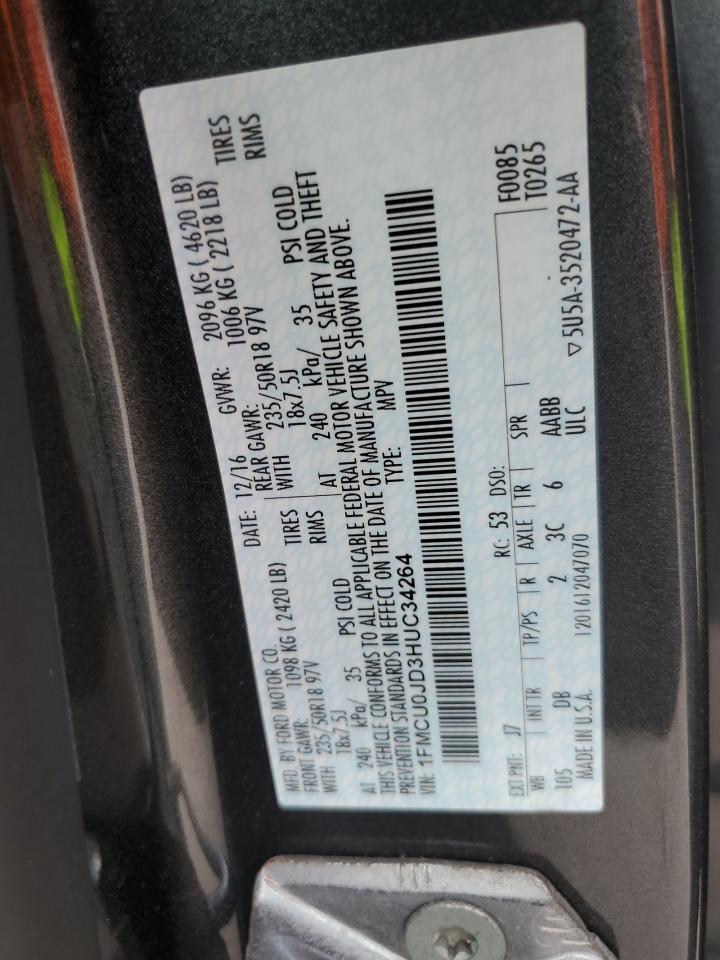 MFD. BY FORD MOTOR CO.
DATE: 12/16 GVWR: 2096 KG ( 4620 LB)
FRONT GAWR: 1098 KG ( 2420 LB)
REAR GAWR: 1006 KG ( 2218 LB)
WITH 235/50R18 97V TIRES
WITH 235/50R18 97V TIRES
18x7.5J RIMS
18x7.5J RIMS
AT 240 kPa/ 35 PSI COLD
AT 240 kPa/ 35 PSI COLD
THIS VEHICLE CONFORMS TO ALL APPLICABLE FEDERAL MOTOR VEHICLE SAFETY AND THEFT
PREVENTION STANDARDS IN EFFECT ON THE DATE OF MANUFACTURE SHOWN ABOVE.
VIN: 1FMCU0JD3HUC34264 TYPE: MPV
EXT PNT: J7 RC: 53 DSO: F0085
WB INT TR TP/PS R AXLE TR SPR T0265
105 DB 2 3C 6 AABB
MADE IN U.S.A. 1201612047070 ULC ▽5U5A-3520472-AA